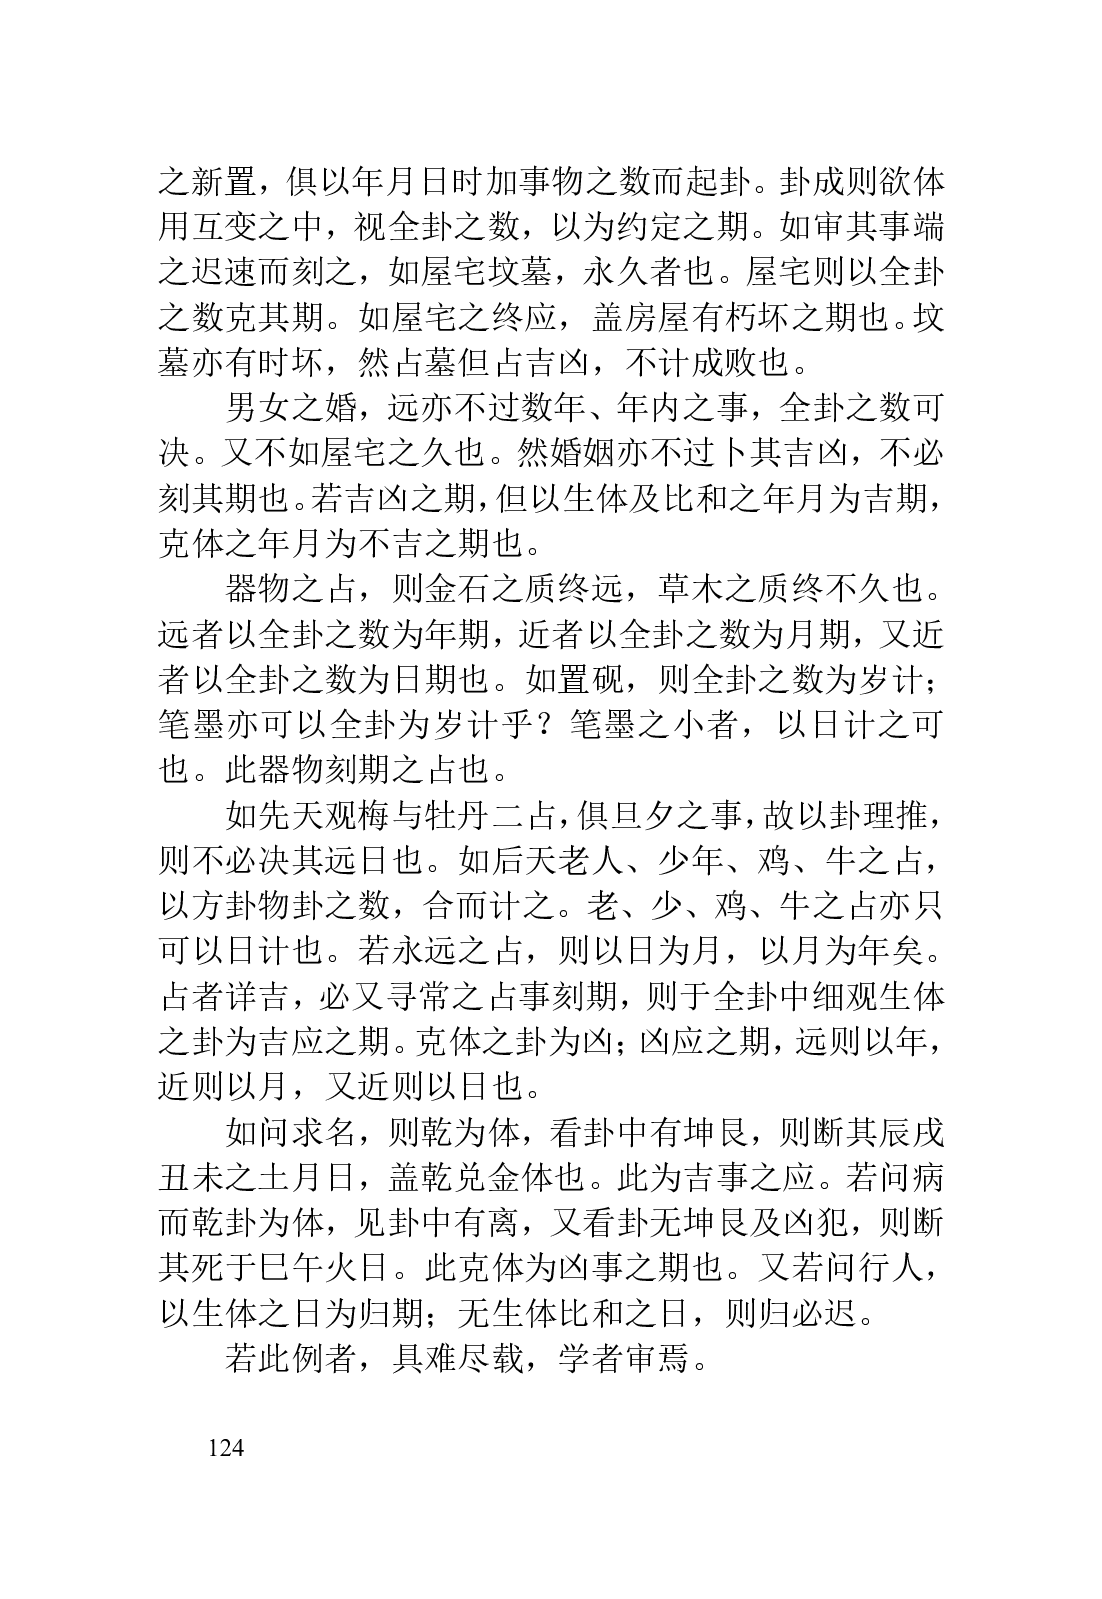 之新置，俱以年月日时加事物之数而起卦。卦成则欲体
用互变之中，视全卦之数，以为约定之期。如审其事端
之迟速而刻之，如屋宅坟墓，永久者也。屋宅则以全卦
之数克其期。如屋宅之终应，盖房屋有朽坏之期也。坟
墓亦有时坏，然占墓但占吉凶，不计成败也。
男女之婚，远亦不过数年、年内之事，全卦之数可
决。又不如屋宅之久也。然婚姻亦不过卜其吉凶，不必
刻其期也。若吉凶之期，但以生体及比和之年月为吉期，
克体之年月为不吉之期也。
器物之占，则金石之质终远，草木之质终不久也。
远者以全卦之数为年期，近者以全卦之数为月期，又近
者以全卦之数为日期也。如置砚，则全卦之数为岁计；
笔墨亦可以全卦为岁计乎？笔墨之小者，以日计之可
也。此器物刻期之占也。
如先天观梅与牡丹二占，俱旦夕之事，故以卦理推，
则不必决其远日也。如后天老人、少年、鸡、牛之占，
以方卦物卦之数，合而计之。老、少、鸡、牛之占亦只
可以日计也。若永远之占，则以日为月，以月为年矣。
占者详吉，必又寻常之占事刻期，则于全卦中细观生体
之卦为吉应之期。克体之卦为凶；凶应之期，远则以年，
近则以月，又近则以日也。
如问求名，则乾为体，看卦中有坤艮，则断其辰戌
丑未之土月日，盖乾兑金体也。此为吉事之应。若问病
而乾卦为体，见卦中有离，又看卦无坤艮及凶犯，则断
其死于巳午火日。此克体为凶事之期也。又若问行人，
以生体之日为归期；无生体比和之日，则归必迟。
若此例者，具难尽载，学者审焉。
124